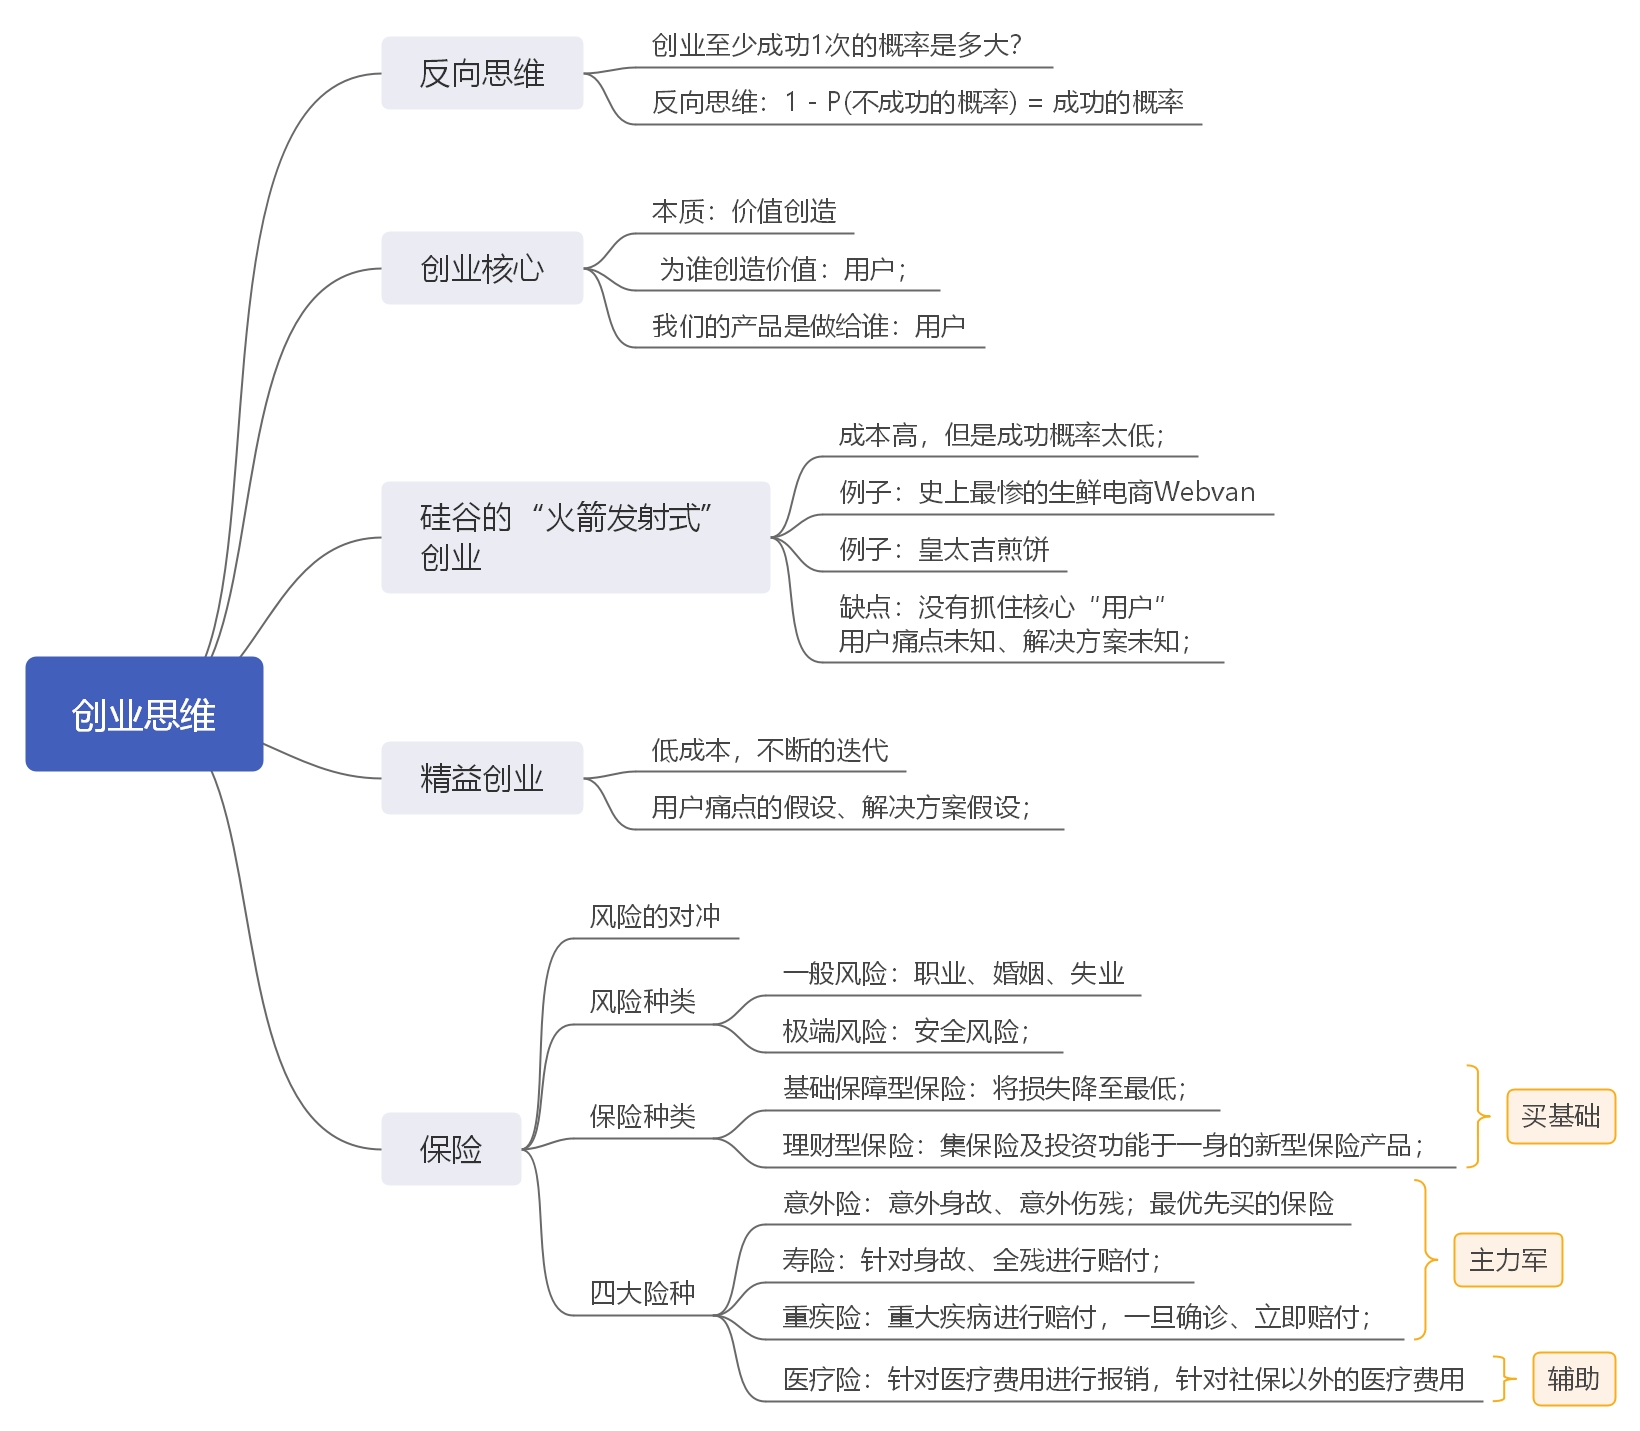 创业思维
反向思维
创业至少成功1次的概率是多大？
反向思维：1 - P(不成功的概率) = 成功的概率
创业核心
本质：价值创造
为谁创造价值：用户；
我们的产品是做给谁：用户
硅谷的“火箭发射式”
创业
成本高，但是成功概率太低；
例子：史上最惨的生鲜电商Webvan
例子：皇太吉煎饼
缺点：没有抓住核心“用户“
用户痛点未知、解决方案未知；
精益创业
低成本，不断的迭代
用户痛点的假设、解决方案假设；
保险
风险的对冲
风险种类
一般风险：职业、婚姻、失业
极端风险：安全风险；
保险种类
基础保障型保险：将损失降至最低；
理财型保险：集保险及投资功能于一身的新型保险产品；
买基础
四大险种
意外险：意外身故、意外伤残；最优先买的保险
寿险：针对身故、全残进行赔付；
重疾险：重大疾病进行赔付，一旦确诊、立即赔付；
主力军
医疗险：针对医疗费用进行报销，针对社保以外的医疗费用
辅助